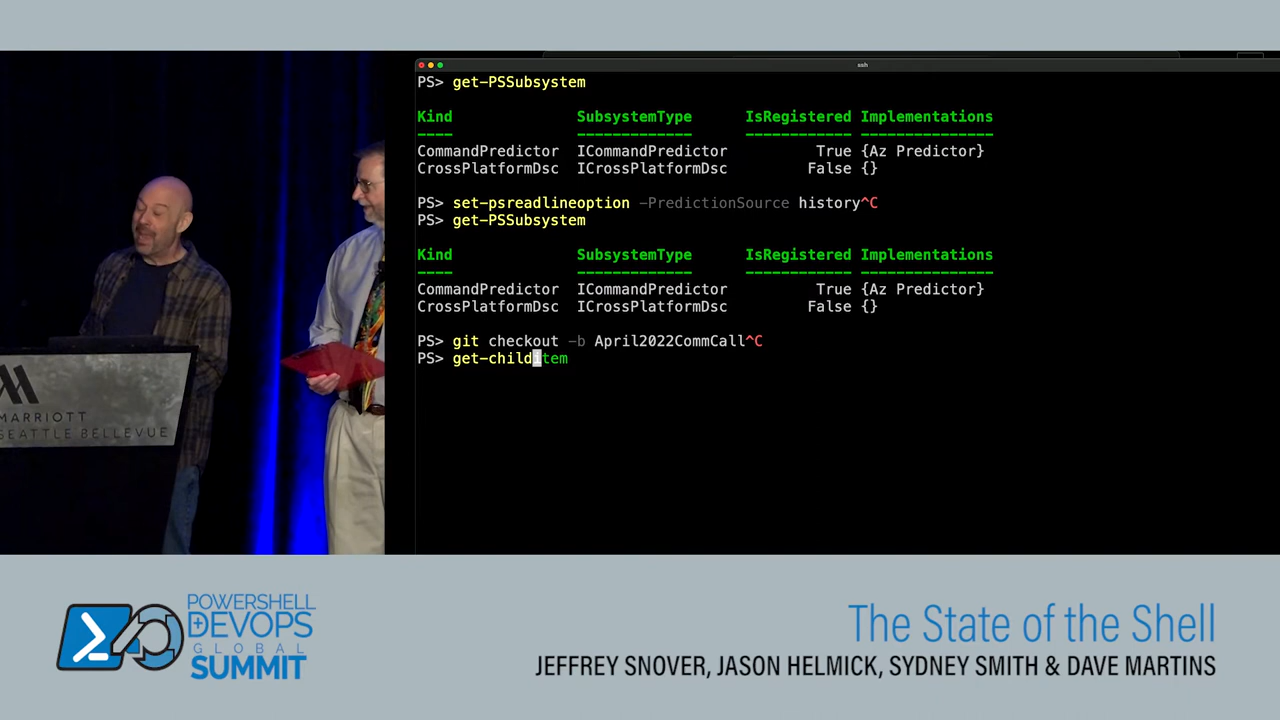 zsh
PS> get-PSSubsystem
Kind SubsystemType IsRegistered Implementations
---- ------------- ------------ ---------------
CommandPredictor ICommandPredictor True {Az Predictor}
CrossPlatformDsc ICrossPlatformDsc False {}
PS> set-psreadlineoption -PredictionSource history^C
PS> get-PSSubsystem
Kind SubsystemType IsRegistered Implementations
---- ------------- ------------ ---------------
CommandPredictor ICommandPredictor True {Az Predictor}
CrossPlatformDsc ICrossPlatformDsc False {}
PS> git checkout -b April2022CommCall^C
PS> get-childitem
MARRIOTT
SEATTLE BELLEVUE
POWERSHELL
+DEVOPS
GLOBAL
SUMMIT
The State of the Shell
JEFFREY SNOVER, JASON HELMICK, SYDNEY SMITH & DAVE MARTINS